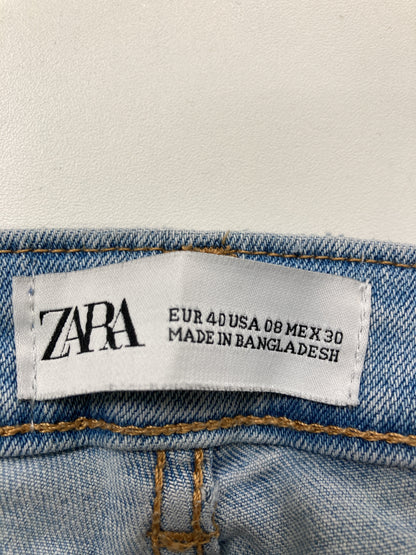 ZARA
EUR 40 USA 08 MEX 30
MADE IN BANGLADESH